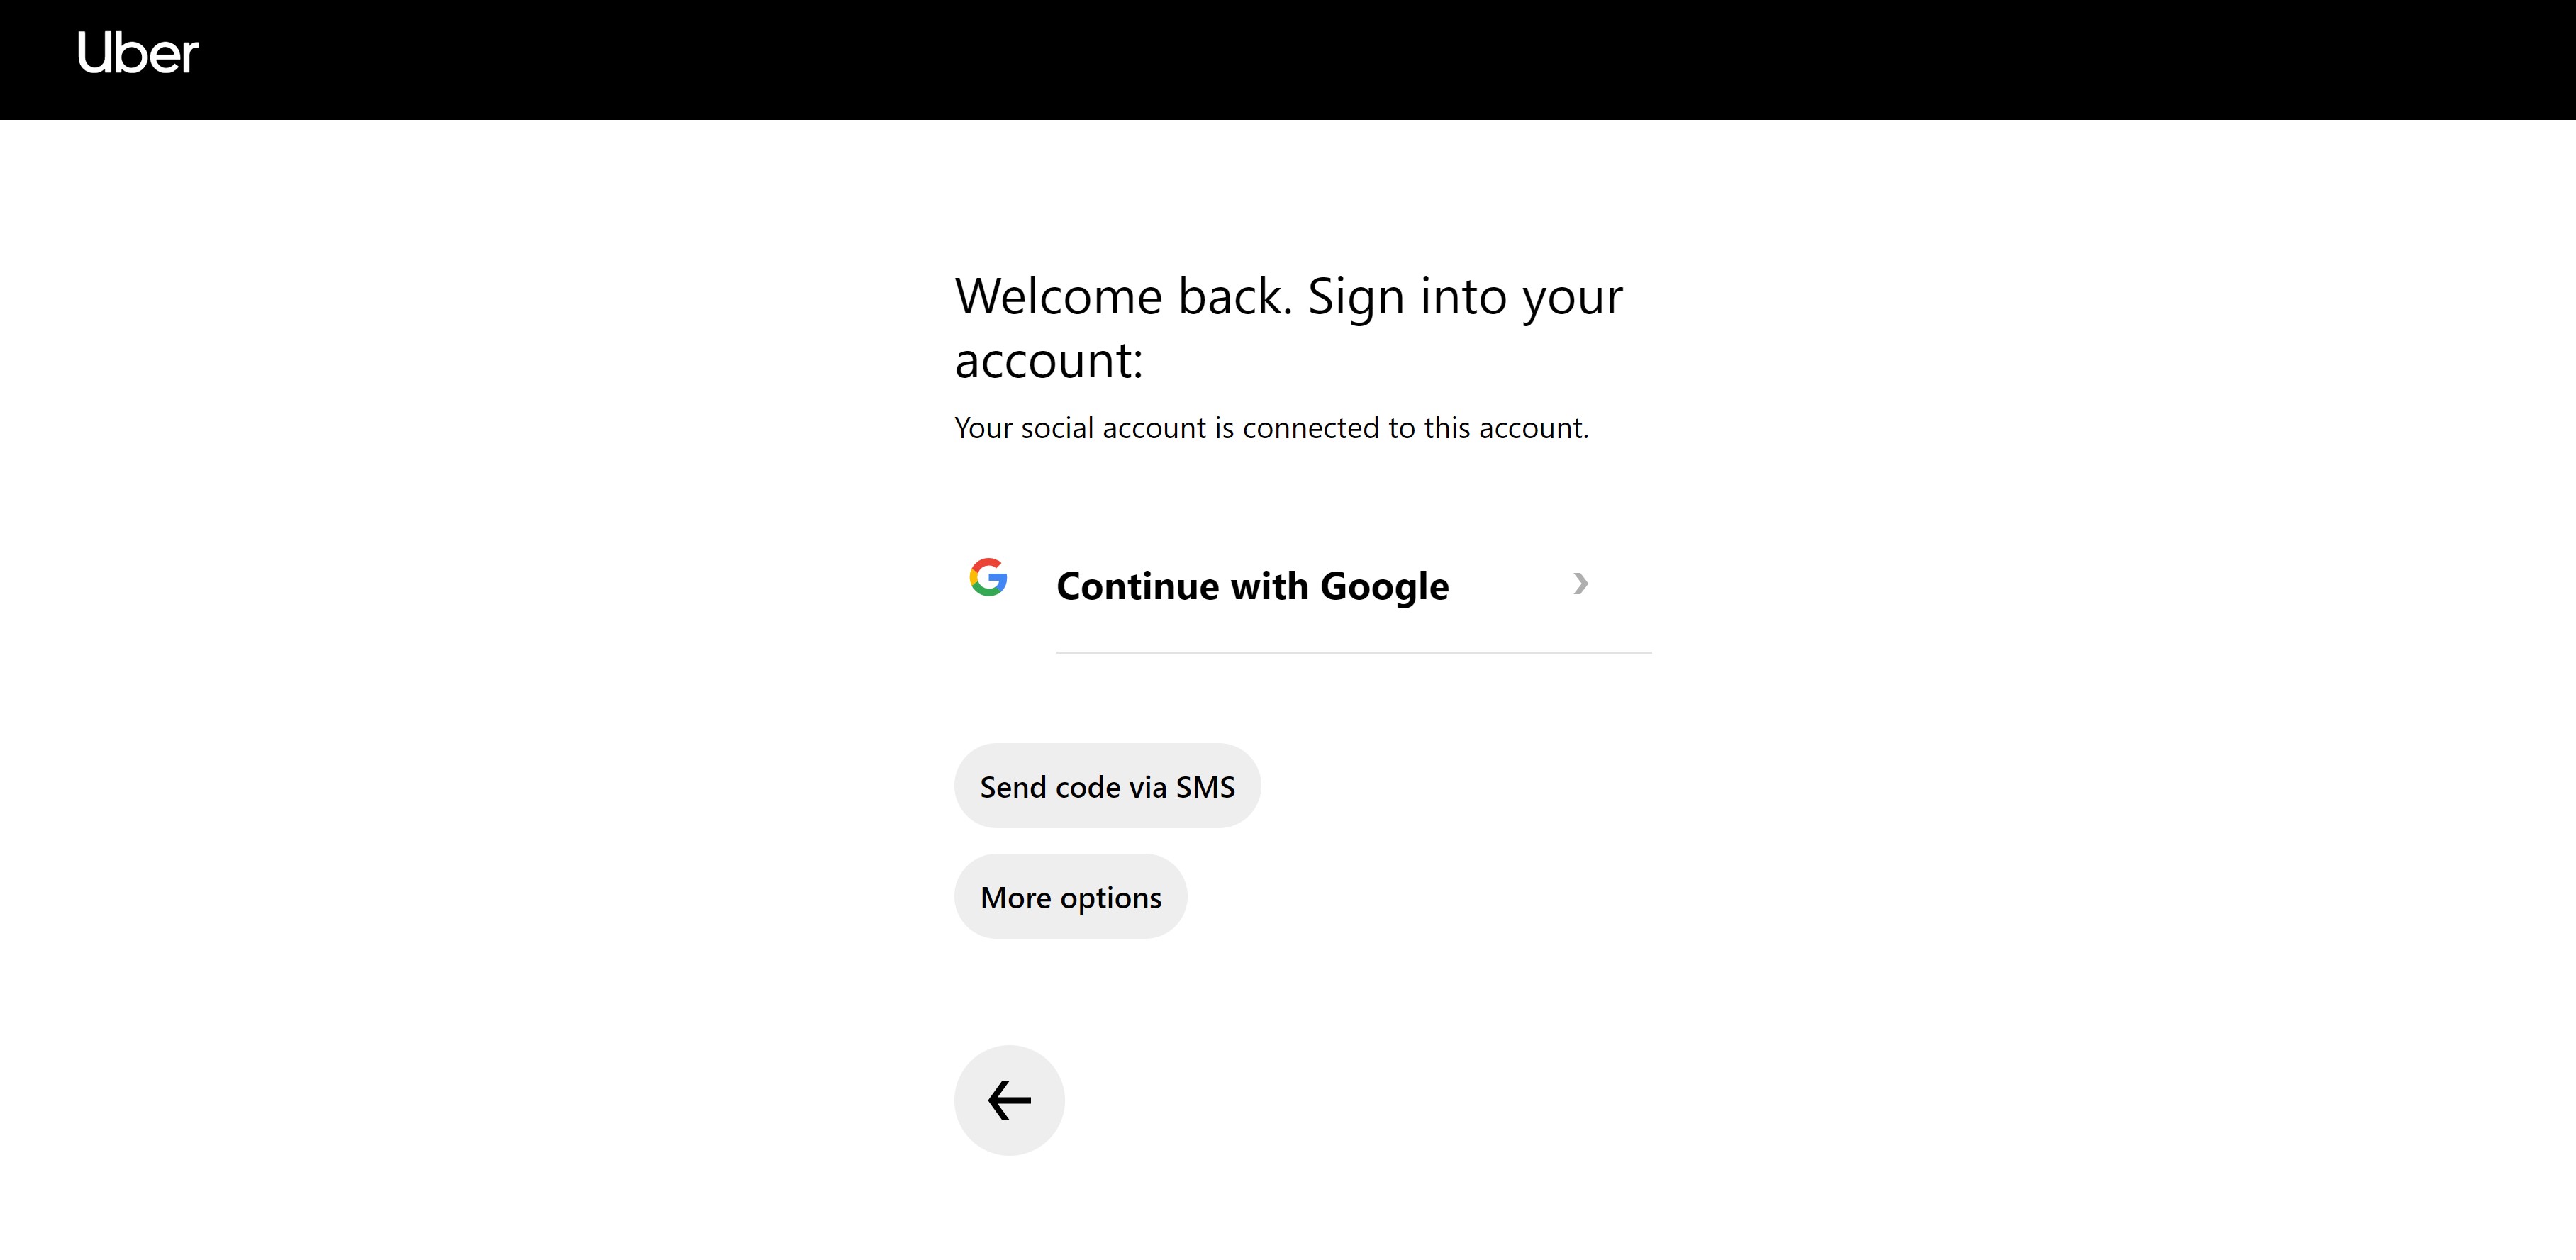 Uber
Welcome back. Sign into your
account:
Your social account is connected to this account.
Continue with Google
Send code via SMS
More options